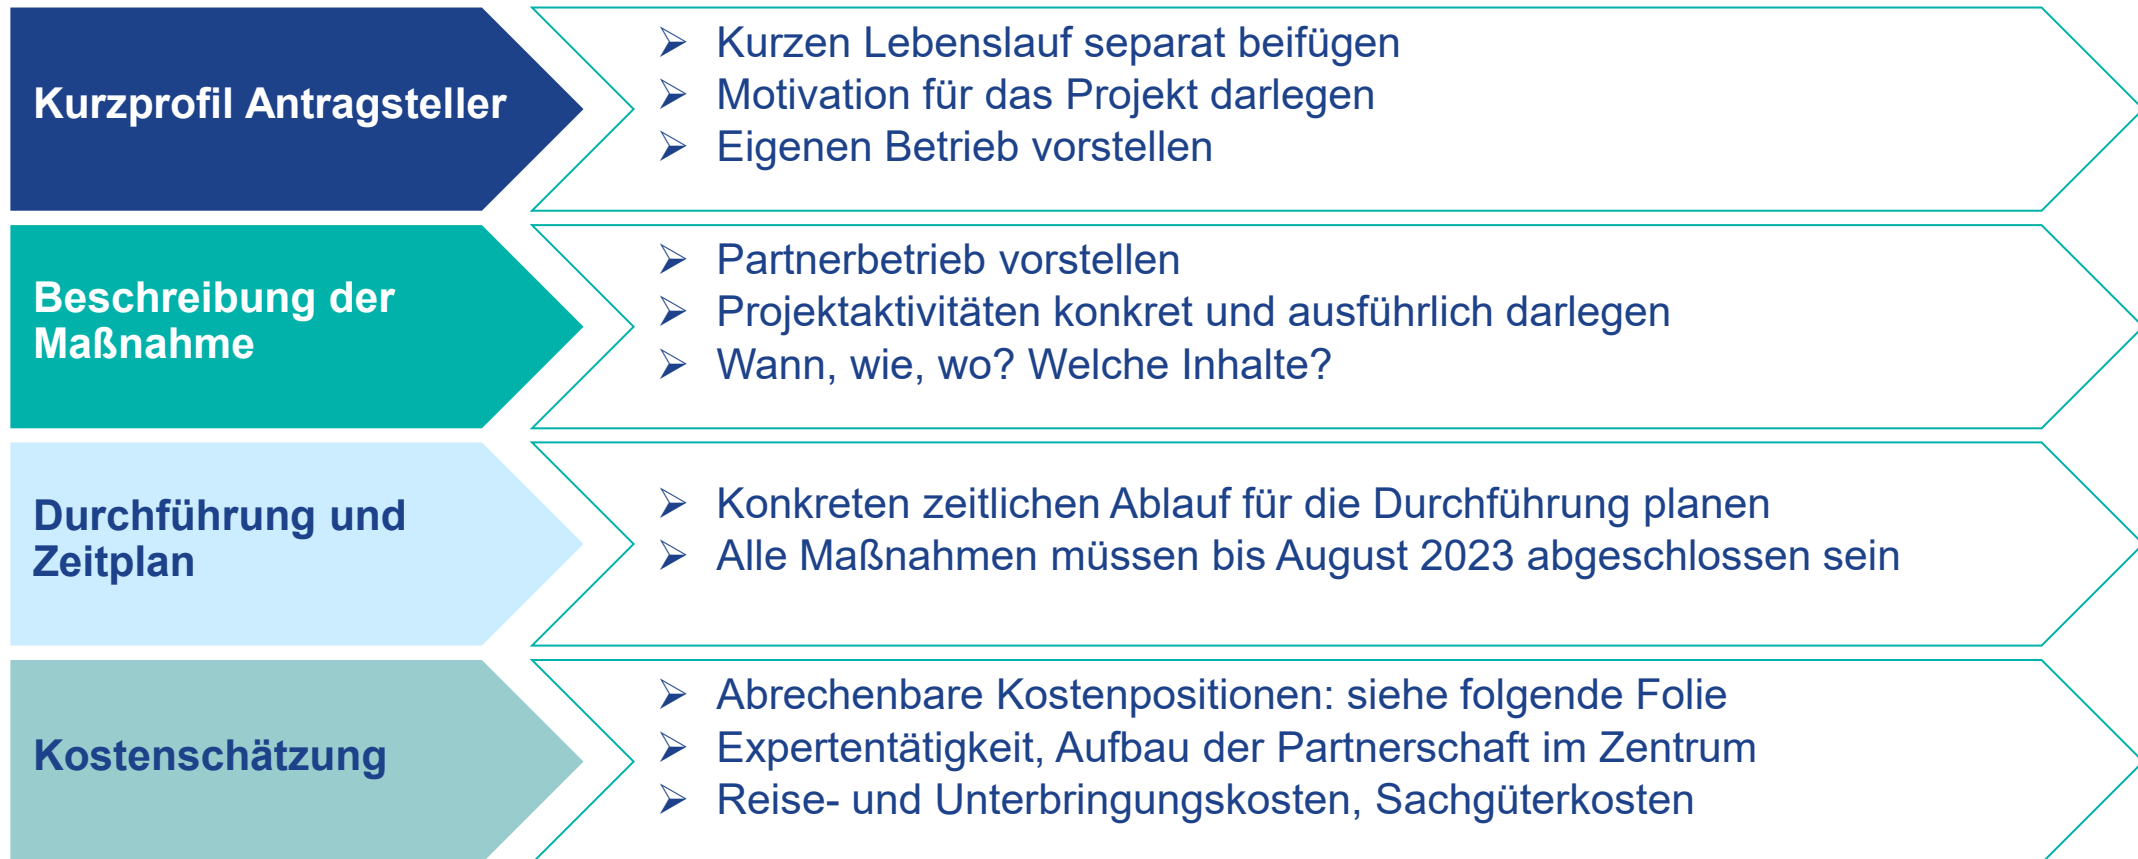 Kurzprofil Antragsteller
➢ Kurzen Lebenslauf separat beifügen
➢ Motivation für das Projekt darlegen
➢ Eigenen Betrieb vorstellen
Beschreibung der
Maßnahme
➢ Partnerbetrieb vorstellen
➢ Projektaktivitäten konkret und ausführlich darlegen
➢ Wann, wie, wo? Welche Inhalte?
Durchführung und
Zeitplan
➢ Konkreten zeitlichen Ablauf für die Durchführung planen
➢ Alle Maßnahmen müssen bis August 2023 abgeschlossen sein
Kostenschätzung
➢ Abrechenbare Kostenpositionen: siehe folgende Folie
➢ Expertentätigkeit, Aufbau der Partnerschaft im Zentrum
➢ Reise- und Unterbringungskosten, Sachgüterkosten